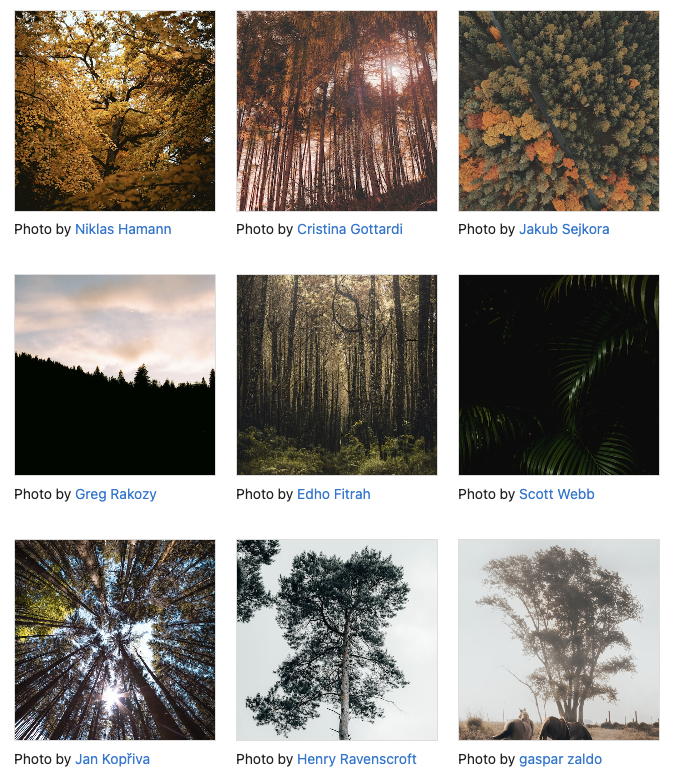 Photo by Niklas Hamann
Photo by Cristina Gottardi
Photo by Jakub Sejkora
Photo by Greg Rakozy
Photo by Edho Fitrah
Photo by Scott Webb
Photo by Jan Kopřiva
Photo by Henry Ravenscroft
Photo by gaspar zaldo